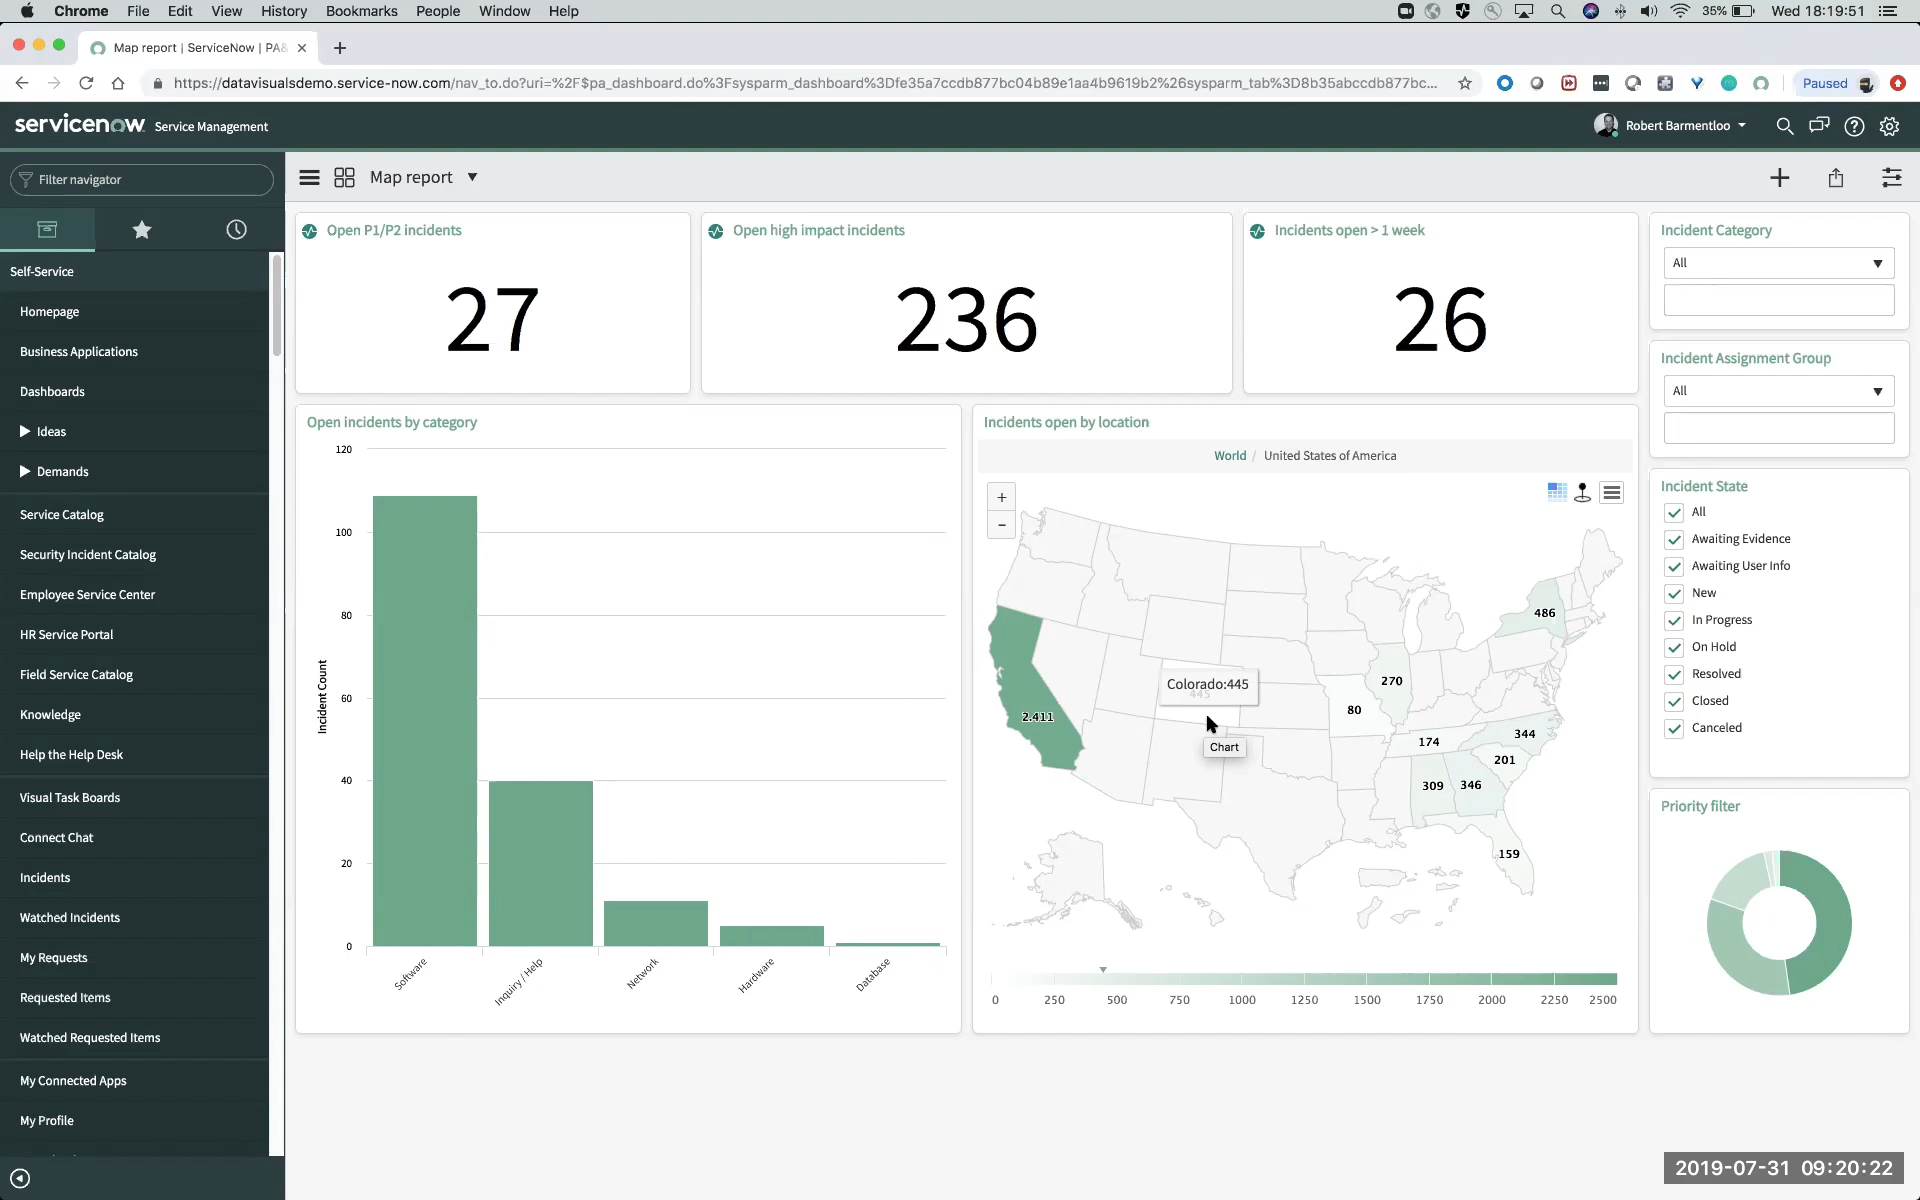 Chrome File Edit View History Bookmarks People Window Help 35% Wed 18:19:51
Map report | ServiceNow | PA&
https://datavisualsdemo.service-now.com/nav_to.do?uri=%2F$pa_dashboard.do%3Fsysparm_dashboard%3Dfe35a7ccdb877bc04b89e1aa4b9619b2%26sysparm_tab%3D8b35abccdb877bc... Paused
servicenow Service Management Robert Barmentloo
Filter navigator
Self-Service
Homepage
Business Applications
Dashboards
Ideas
Demands
Service Catalog
Security Incident Catalog
Employee Service Center
HR Service Portal
Field Service Catalog
Knowledge
Help the Help Desk
Visual Task Boards
Connect Chat
Incidents
Watched Incidents
My Requests
Requested Items
Watched Requested Items
My Connected Apps
My Profile
Map report
Open P1/P2 incidents
27
Open high impact incidents
236
Incidents open > 1 week
26
Open incidents by category
Incident Count
120
100
80
60
40
20
0
Software
Inquiry / Help
Network
Hardware
Database
Incidents open by location
World / United States of America
+
-
486
Colorado:445
445
270
80
2.411
Chart
174
344
201
309
346
159
0 250 500 750 1000 1250 1500 1750 2000 2250 2500
Incident Category
All
Incident Assignment Group
All
Incident State
All
Awaiting Evidence
Awaiting User Info
New
In Progress
On Hold
Resolved
Closed
Canceled
Priority filter
2019-07-31 09:20:22